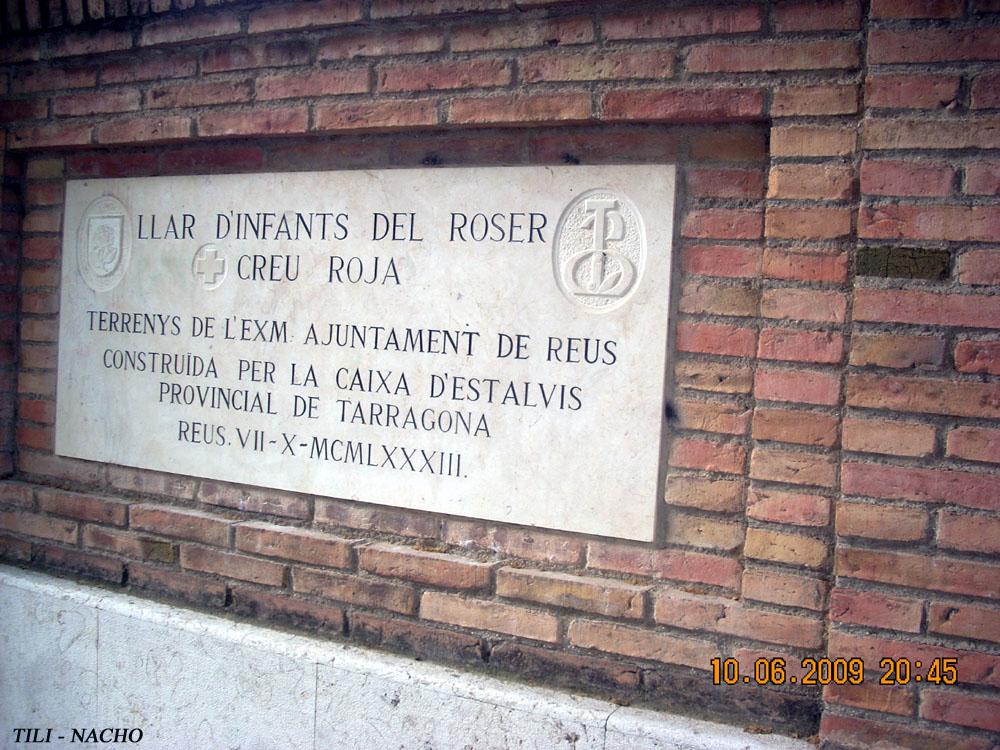 LLAR D'INFANTS DEL ROSER
CREU ROJA
TERRENYS DE L'EXM. AJUNTAMENT DE REUS
CONSTRUÏDA PER LA CAIXA D'ESTALVIS
PROVINCIAL DE TARRAGONA
REUS.VII-X-MCMLXXXIII.
10.06.2009 20:45
TILI - NACHO